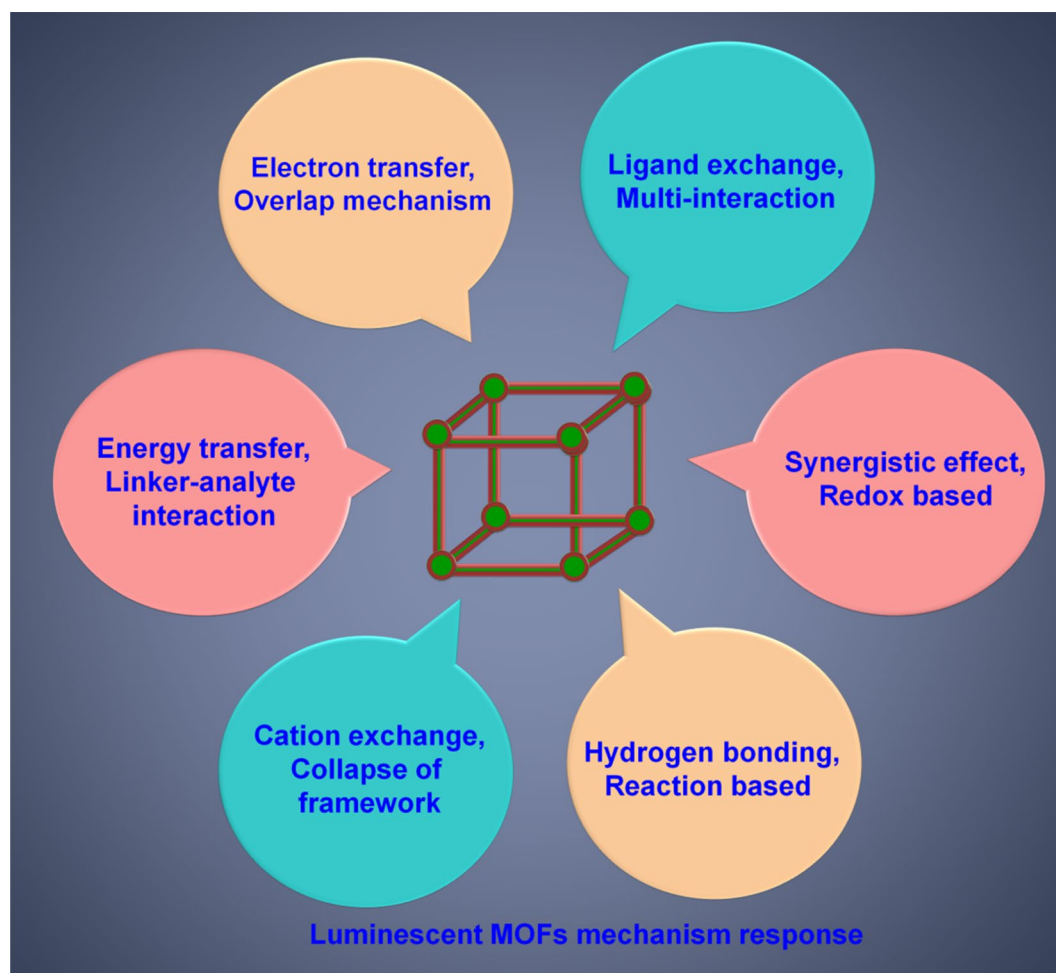 Electron transfer,
Overlap mechanism
Ligand exchange,
Multi-interaction
Energy transfer,
Linker-analyte
interaction
Synergistic effect,
Redox based
Cation exchange,
Collapse of
framework
Hydrogen bonding,
Reaction based
Luminescent MOFs mechanism response